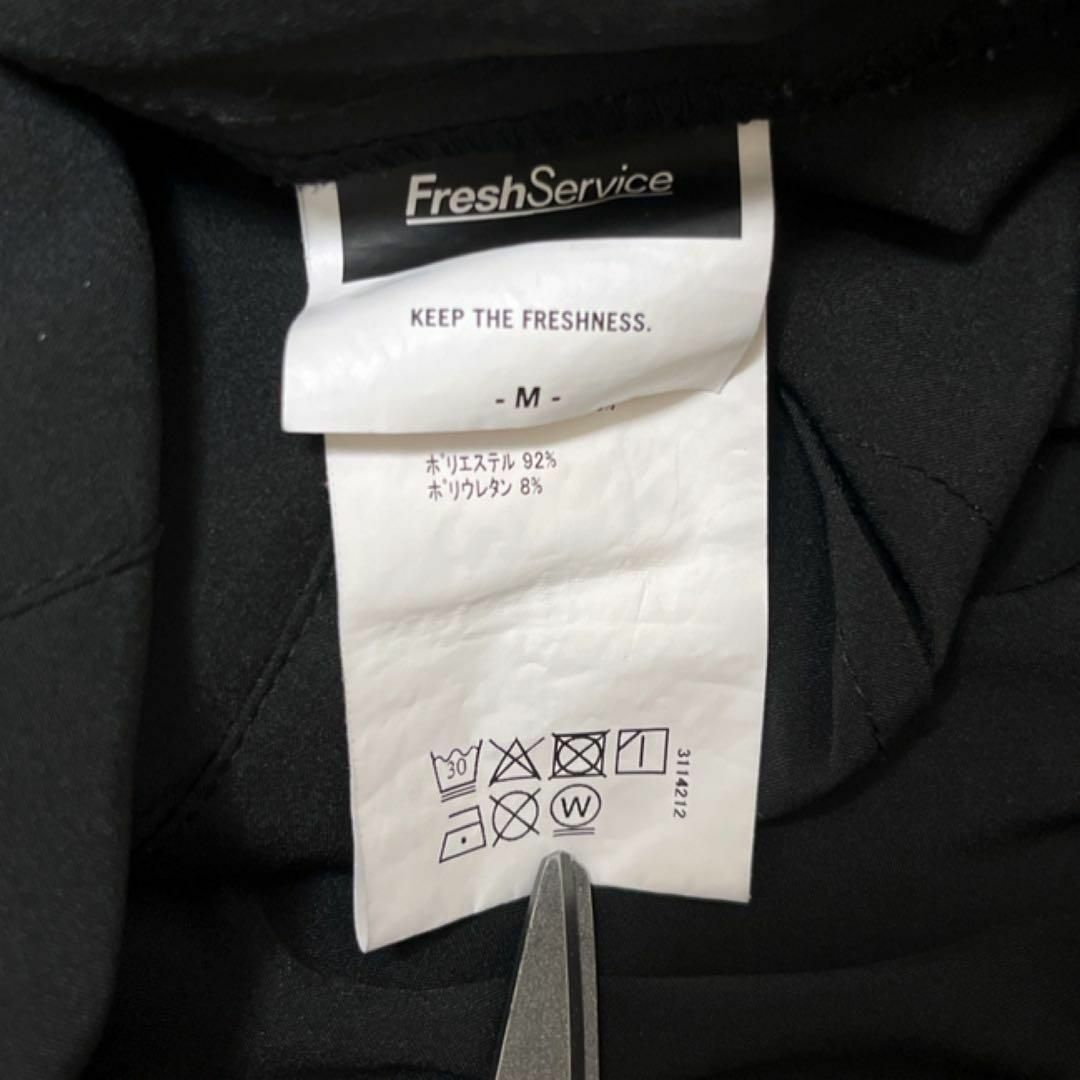 FreshService
KEEP THE FRESHNESS.
- M -
ポリエステル 92%
ポリウレタン 8%
30
3114212
W